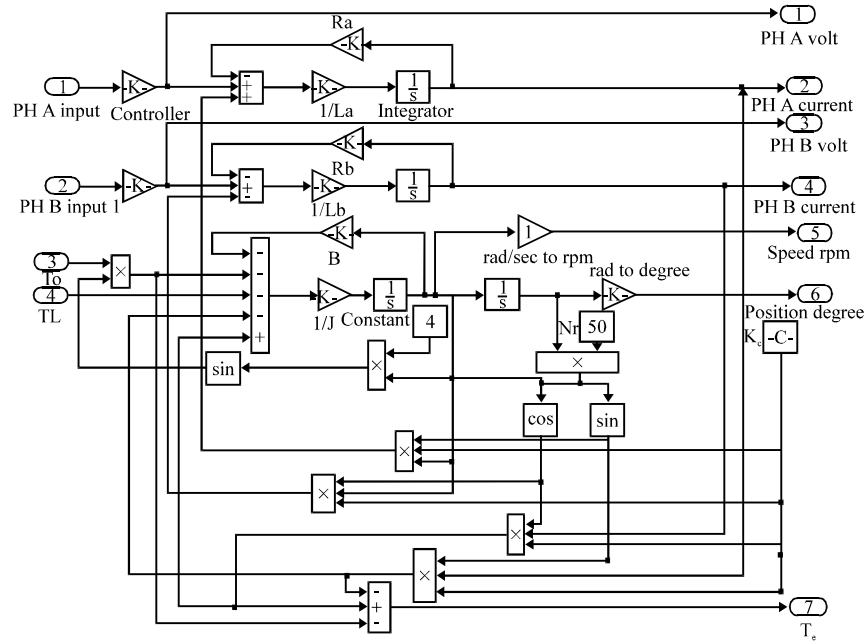 Ra
1
PH A volt
-K-
1
PH A input
-K-
Controller
-
+
+
-K-
1/La
1
s
Integrator
2
PH A current
3
PH B volt
-K-
Rb
2
PH B input 1
-K-
-
+
-
-K-
1/Lb
1
s
4
PH B current
-K-
B
1
rad/sec to rpm
5
Speed rpm
3
To
×
4
TL
-
-
-
-
+
K-
1/J
1
s
Constant
4
1
s
rad to degree
-K-
6
Position degree
Nr
50
Kc
-C-
sin
×
×
cos
sin
×
×
×
×
-
+
-
7
Te